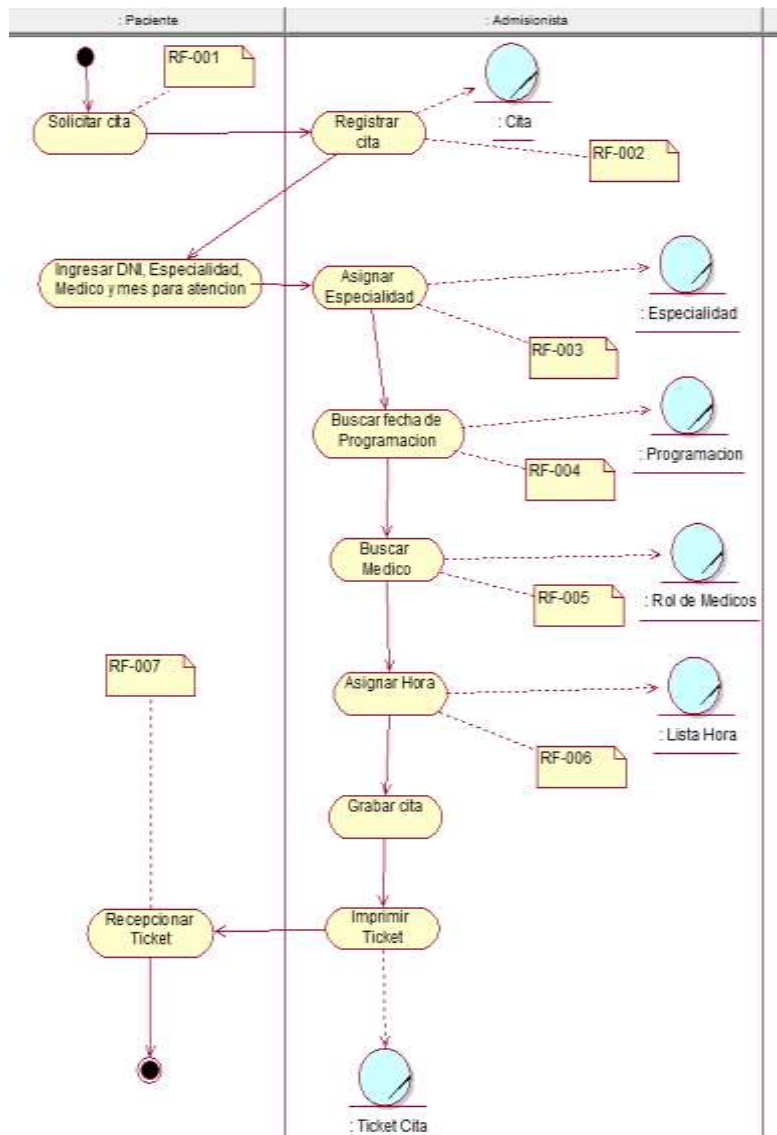 : Paciente
: Admisionista
RF-001
Solicitar cita
Registrar
cita
: Cita
RF-002
Ingresar DNI, Especialidad,
Medico y mes para atencion
Asignar
Especialidad
: Especialidad
RF-003
Buscar fecha de
Programacion
: Programacion
RF-004
Buscar
Medico
: Rol de Medicos
RF-005
RF-007
Asignar Hora
: Lista Hora
RF-006
Grabar cita
Recepcionar
Ticket
Imprimir
Ticket
: Ticket Cita